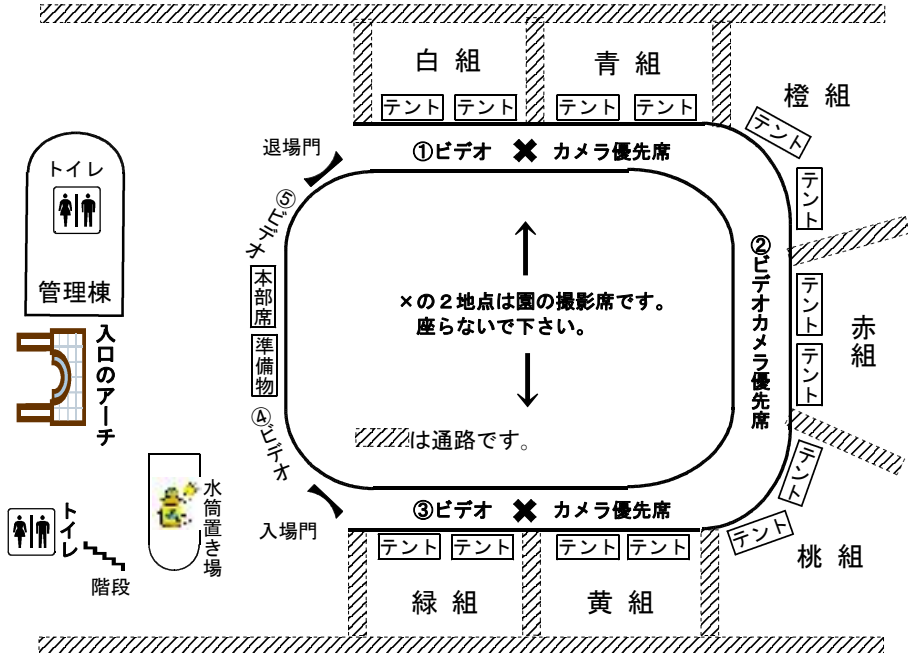 白組
青組
橙組
テント
テント
テント
テント
テント
退場門
①ビデオ
✖
カメラ優先席
トイレ
管理棟
⑤ビデオ
テント
②ビデオカメラ優先席
本部席
×の2地点は園の撮影席です。
座らないで下さい。
テント
赤組
入口のアーチ
準備物
テント
④ビデオ
は通路です。
テント
水筒置き場
トイレ
階段
入場門
③ビデオ
✖
カメラ優先席
テント
テント
テント
テント
テント
桃組
緑組
黄組